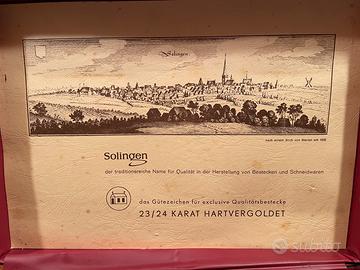 Solingen
nach einem Stich von Merian um 1650
Solingen
der traditionsreiche Name für Qualität in der Herstellung von Bestecken und Schneidwaren
das Gütezeichen für exclusive Qualitätsbestecke
23/24 KARAT HARTVERGOLDET
subito